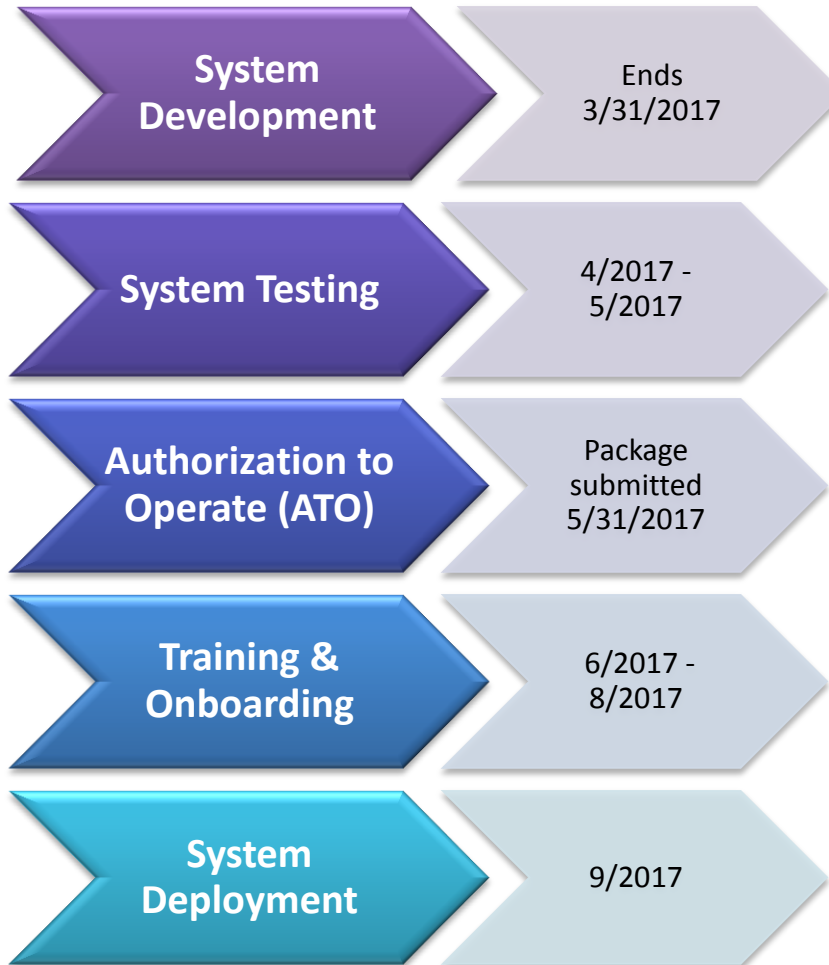 System
Development
Ends
3/31/2017
System Testing
4/2017 -
5/2017
Authorization to
Operate (ATO)
Package
submitted
5/31/2017
Training &
Onboarding
6/2017 -
8/2017
System
Deployment
9/2017